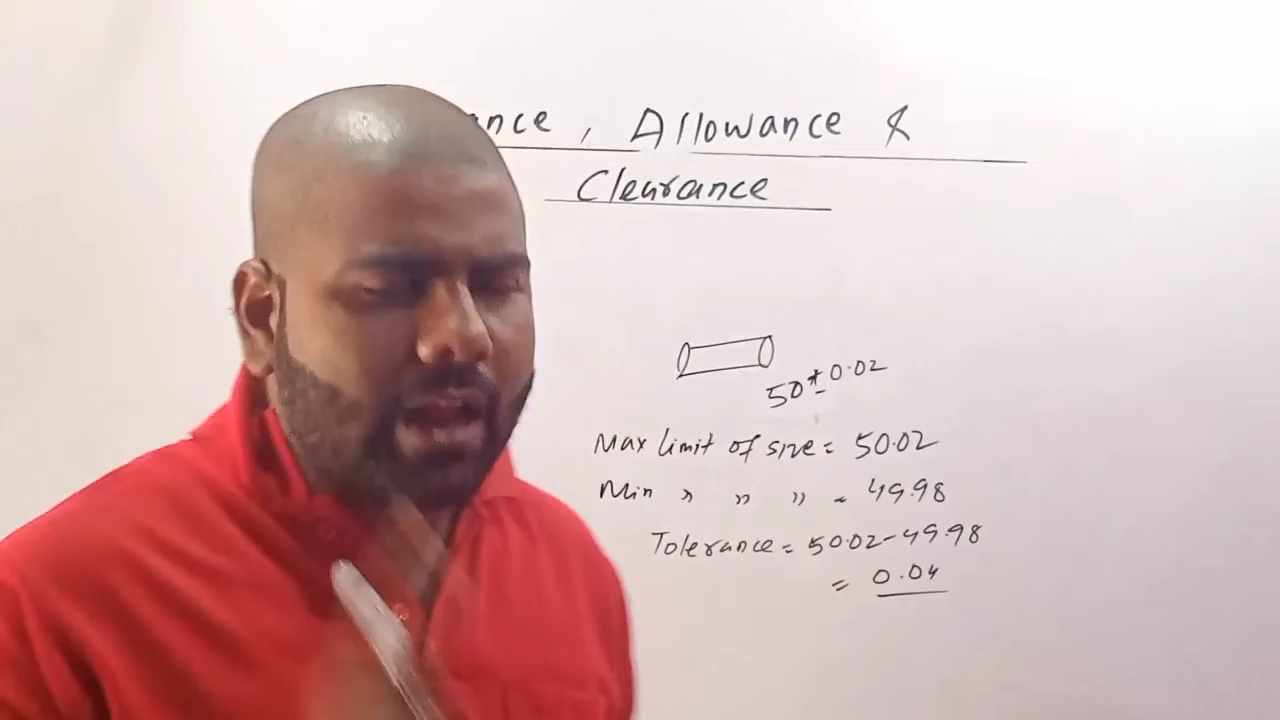 nce, Allowance &
Clearance
50±0.02
Max limit of size = 50.02
Min " " " = 49.98
Tolerance = 50.02-49.98
= 0.04